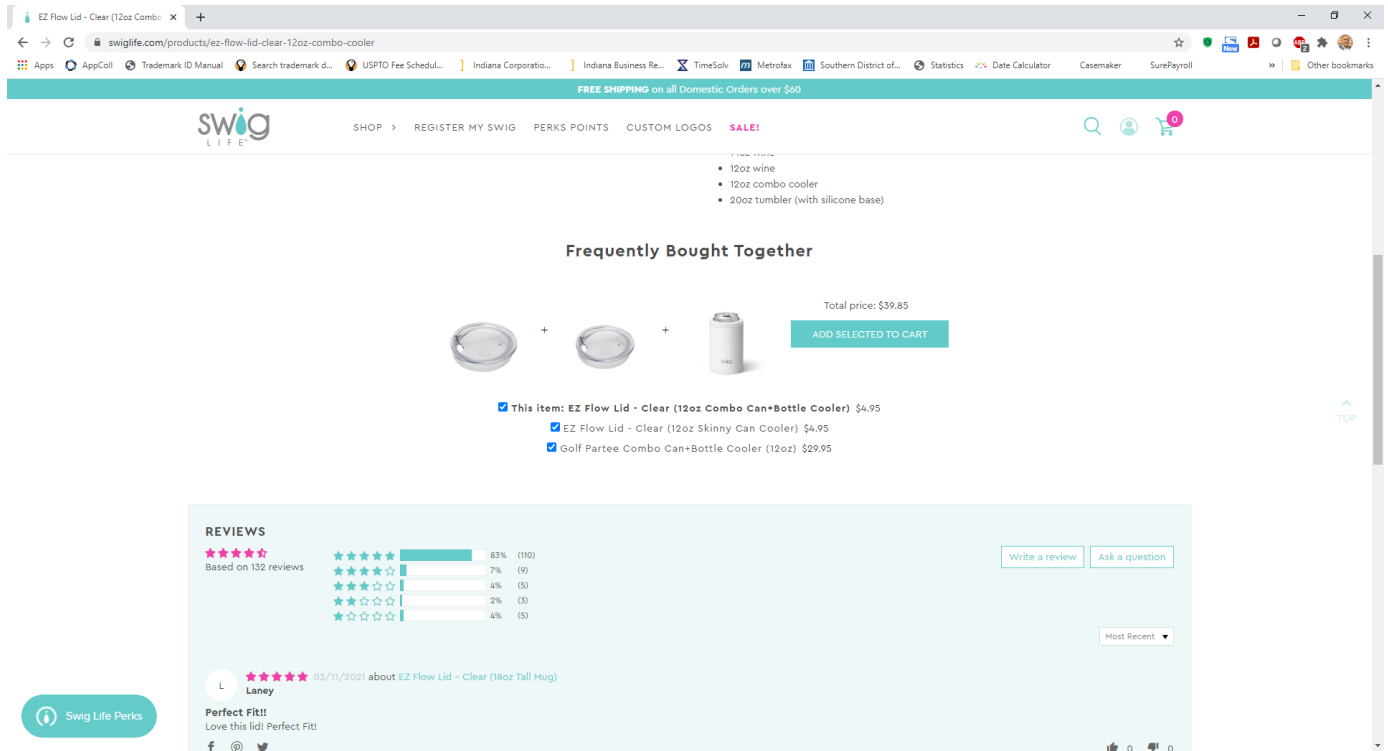 EZ Flow Lid - Clear (12oz Combo
swiglife.com/products/ez-flow-lid-clear-12oz-combo-cooler
New
ABP
2
Apps AppColl Trademark ID Manual Search trademark d... USPTO Fee Schedul... Indiana Corporatio... Indiana Business Re... TimeSolv Metrofax Southern District of... Statistics Date Calculator Casemaker SurePayroll » Other bookmarks
FREE SHIPPING on all Domestic Orders over $60
swig
LIFE
SHOP > REGISTER MY SWIG PERKS POINTS CUSTOM LOGOS SALE!
0
• 12oz wine
• 12oz combo cooler
• 20oz tumbler (with silicone base)
Frequently Bought Together
+ +
swig
Total price: $39.85
ADD SELECTED TO CART
This item: EZ Flow Lid - Clear (12oz Combo Can+Bottle Cooler) $4.95
EZ Flow Lid - Clear (12oz Skinny Can Cooler) $4.95
Golf Partee Combo Can+Bottle Cooler (12oz) $29.95
TOP
REVIEWS
Based on 132 reviews
83% (110)
7% (9)
4% (5)
2% (3)
4% (5)
Write a review Ask a question
Most Recent
L
03/11/2021 about EZ Flow Lid - Clear (18oz Tall Mug)
Laney
Perfect Fit!!
Love this lid! Perfect Fit!
0 0
Swig Life Perks